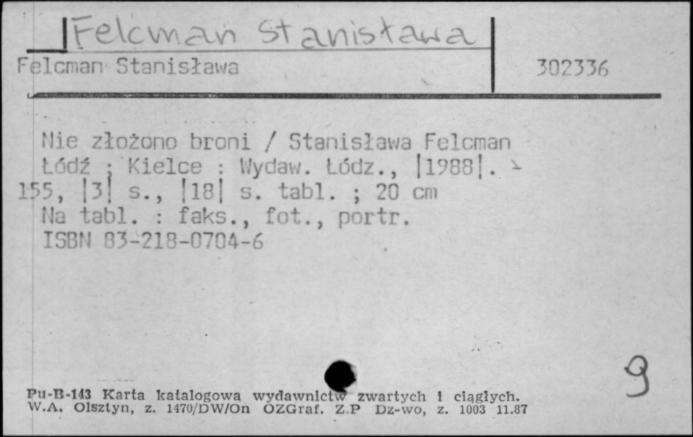 Felcman Stanisława
Felcman Stanisława 302336
Nie złożono broni / Stanisława Felcman
Łódź ; Kielce : Wydaw. Łódz., |1988|. -
155, |3| s., |18| s. tabl. ; 20 cm
Na tabl. : faks., fot., portr.
ISBN 83-218-0704-6
9
Pu-B-143 Karta katalogowa wydawnictw zwartych i ciągłych.
W.A. Olsztyn, z. 1470/DW/On OZGraf. Z.P Dz-wo, z. 1003 11.87